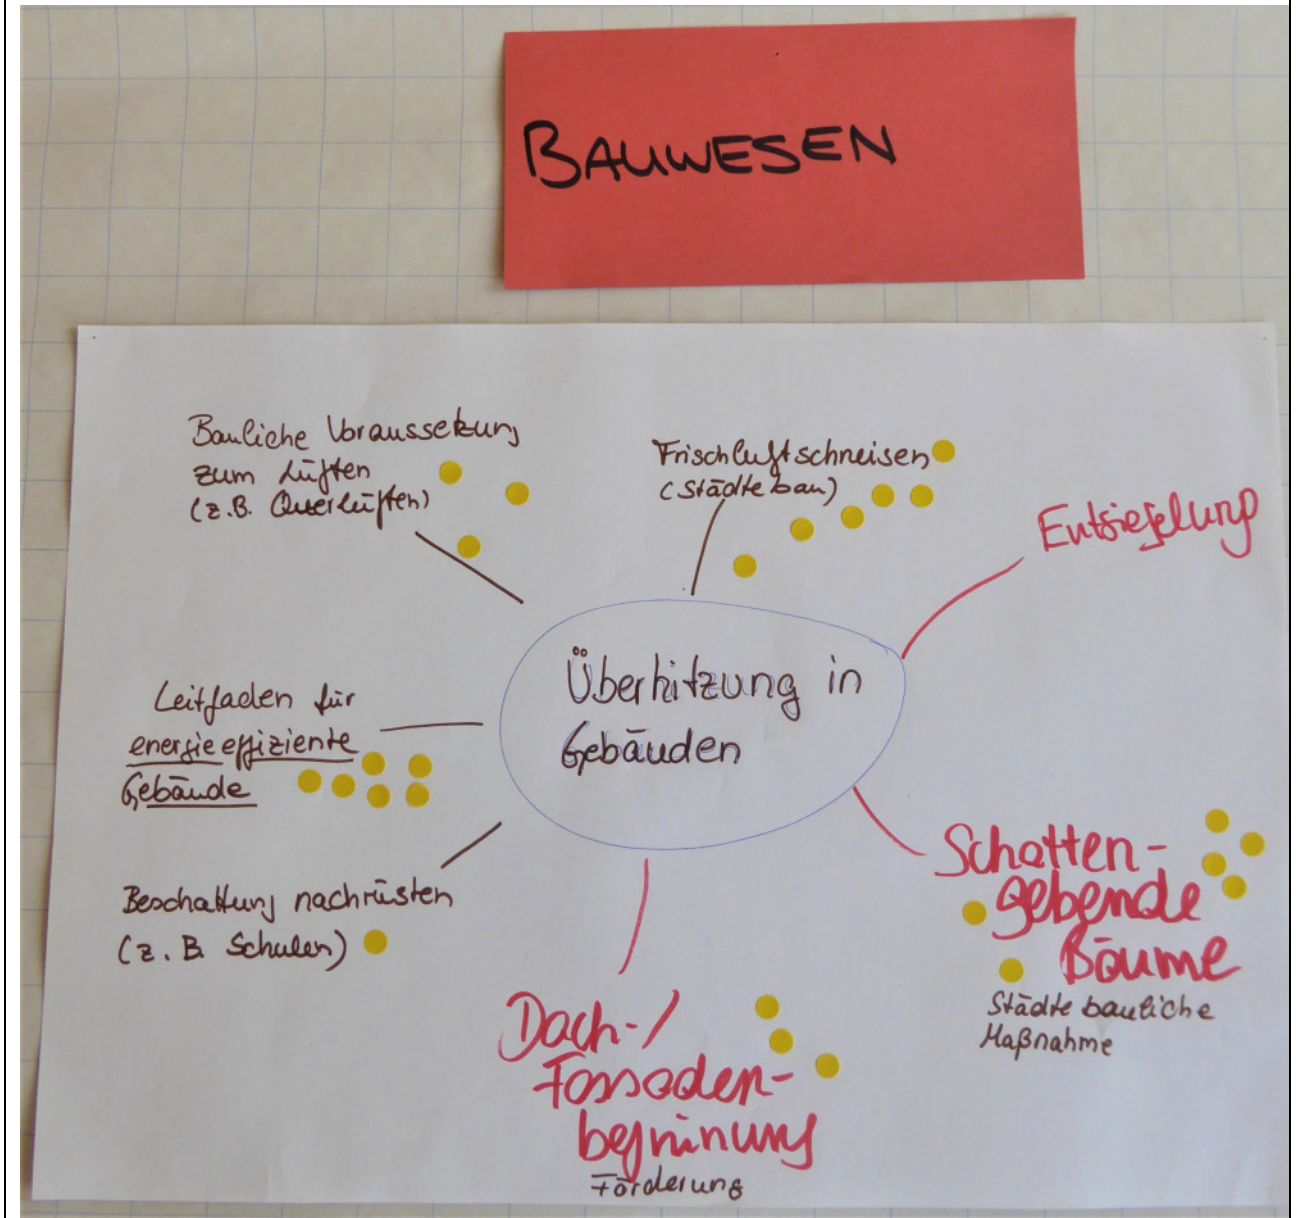 BAUWESEN
Bauliche Voraussetzung
zum Lüften
(z.B. Querlüften)
Frischluftschneisen
(Städtebau)
Entsiegelung
Überhitzung in
Gebäuden
Leitfaden für
energieeffiziente
Gebäude
Beschattung nachrüsten
(z.B. Schulen)
Schatten-
gebende
Bäume
Städtebauliche
Maßnahme
Dach-/
Fassaden-
begrünung
Förderung